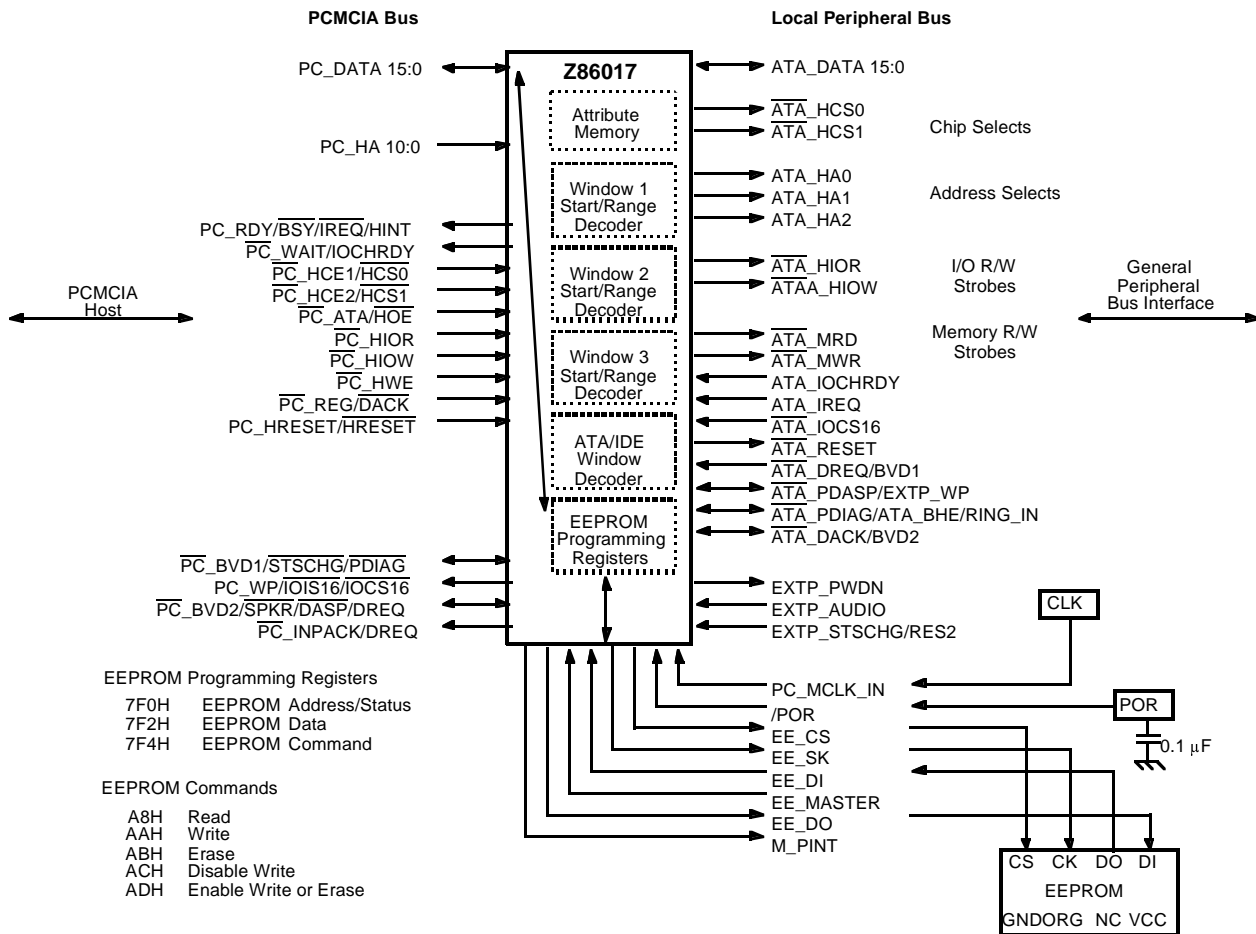 PCMCIA Bus
Local Peripheral Bus
Z86017
PC_DATA 15:0
PC_HA 10:0
PC_RDY/BSY/IREQ/HINT
PC_WAIT/IOCHRDY
PC_HCE1/HCS0
PC_HCE2/HCS1
PC_ATA/HOE
PC_HIOR
PC_HIOW
PC_HWE
PC_REG/DACK
PC_HRESET/HRESET
PCMCIA
Host
PC_BVD1/STSCHG/PDIAG
PC_WP/IOIS16/IOCS16
PC_BVD2/SPKR/DASP/DREQ
PC_INPACK/DREQ
Attribute
Memory
Window 1
Start/Range
Decoder
Window 2
Start/Range
Decoder
Window 3
Start/Range
Decoder
ATA/IDE
Window
Decoder
EEPROM
Programming
Registers
ATA_DATA 15:0
ATA_HCS0
ATA_HCS1
Chip Selects
ATA_HA0
ATA_HA1
ATA_HA2
Address Selects
ATA_HIOR
ATAA_HIOW
I/O R/W
Strobes
General
Peripheral
Bus Interface
ATA_MRD
ATA_MWR
Memory R/W
Strobes
ATA_IOCHRDY
ATA_IREQ
ATA_IOCS16
ATA_RESET
ATA_DREQ/BVD1
ATA_PDASP/EXTP_WP
ATA_PDIAG/ATA_BHE/RING_IN
ATA_DACK/BVD2
EXTP_PWDN
EXTP_AUDIO
EXTP_STSCHG/RES2
CLK
PC_MCLK_IN
/POR
POR
0.1 μF
EE_CS
EE_SK
EE_DI
EE_MASTER
EE_DO
M_PINT
CS CK DO DI
EEPROM
GND ORG NC VCC
EEPROM Programming Registers
7F0H EEPROM Address/Status
7F2H EEPROM Data
7F4H EEPROM Command
EEPROM Commands
A8H Read
AAH Write
ABH Erase
ACH Disable Write
ADH Enable Write or Erase